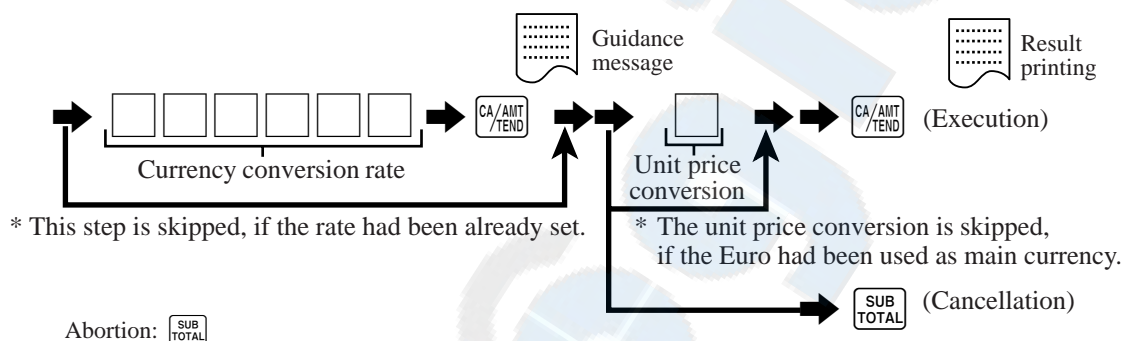 Guidance
message
Result
printing
CA/AMT
/TEND
CA/AMT
/TEND
(Execution)
Currency conversion rate
Unit price
conversion
* This step is skipped, if the rate had been already set.
* The unit price conversion is skipped,
if the Euro had been used as main currency.
SUB
TOTAL
(Cancellation)
Abortion: SUB
TOTAL